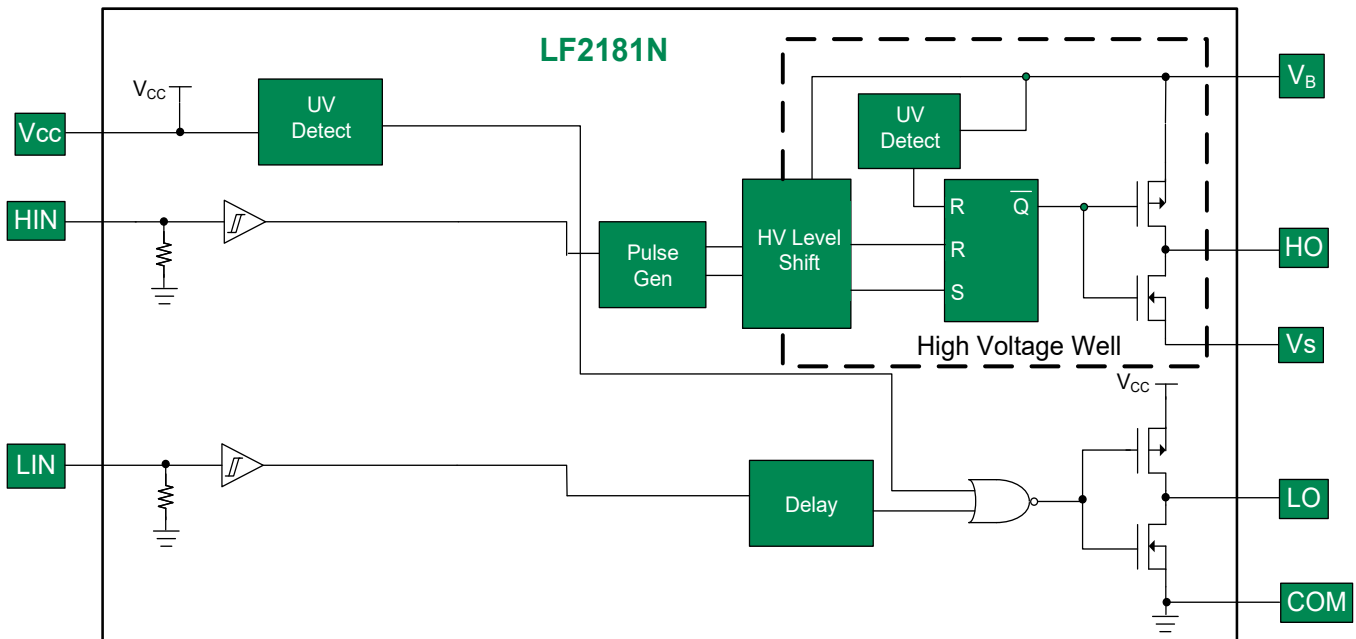 LF2181N
VCC
UV
Detect
VB
Vcc
UV
Detect
HIN
R
Q
Pulse
Gen
HV Level
Shift
R
S
HO
High Voltage Well
Vs
VCC
LIN
Delay
LO
COM